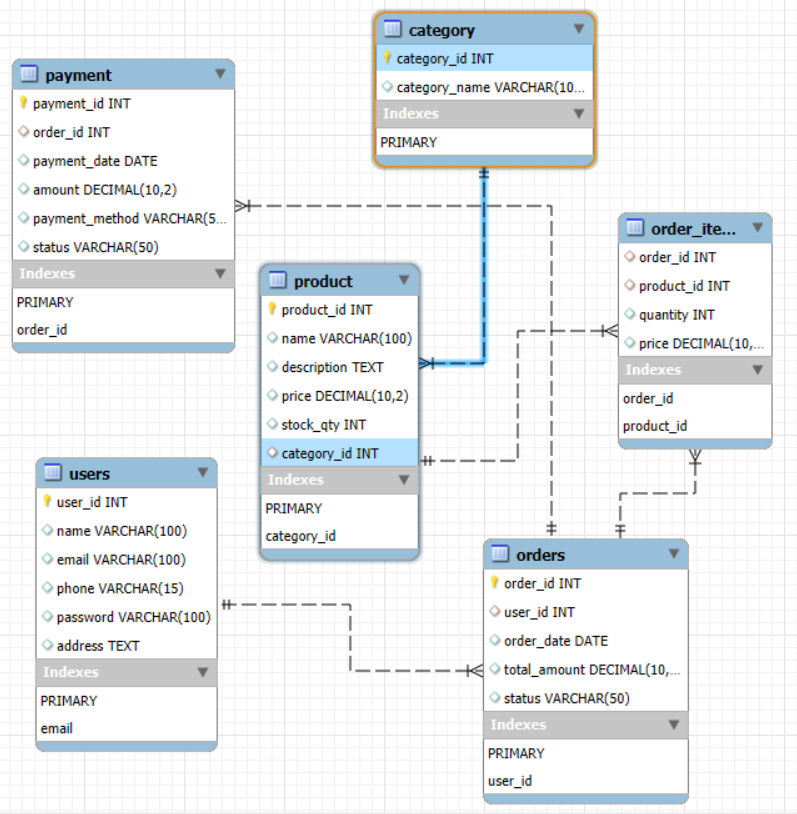 category
category_id INT
category_name VARCHAR(10...
Indexes
PRIMARY
payment
payment_id INT
order_id INT
payment_date DATE
amount DECIMAL(10,2)
payment_method VARCHAR(5...
status VARCHAR(50)
Indexes
PRIMARY
order_id
order_ite...
order_id INT
product_id INT
quantity INT
price DECIMAL(10,...
Indexes
order_id
product_id
product
product_id INT
name VARCHAR(100)
description TEXT
price DECIMAL(10,2)
stock_qty INT
category_id INT
Indexes
PRIMARY
category_id
users
user_id INT
name VARCHAR(100)
email VARCHAR(100)
phone VARCHAR(15)
password VARCHAR(100)
address TEXT
Indexes
PRIMARY
email
orders
order_id INT
user_id INT
order_date DATE
total_amount DECIMAL(10,...
status VARCHAR(50)
Indexes
PRIMARY
user_id